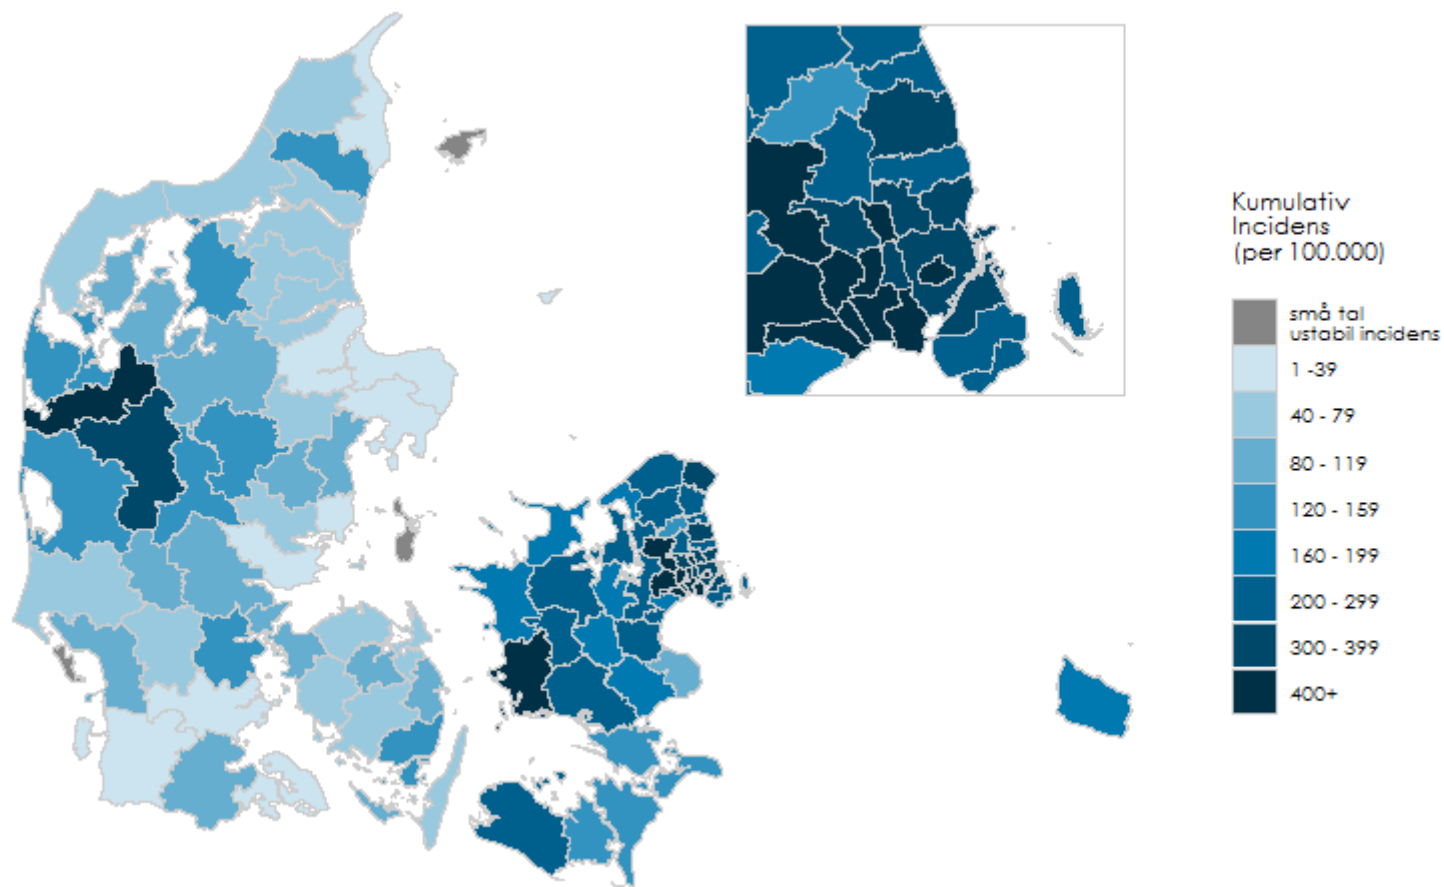 Kumulativ
Incidens
(per 100.000)
små tal
ustabil incidens
1 -39
40 - 79
80 - 119
120 - 159
160 - 199
200 - 299
300 - 399
400+